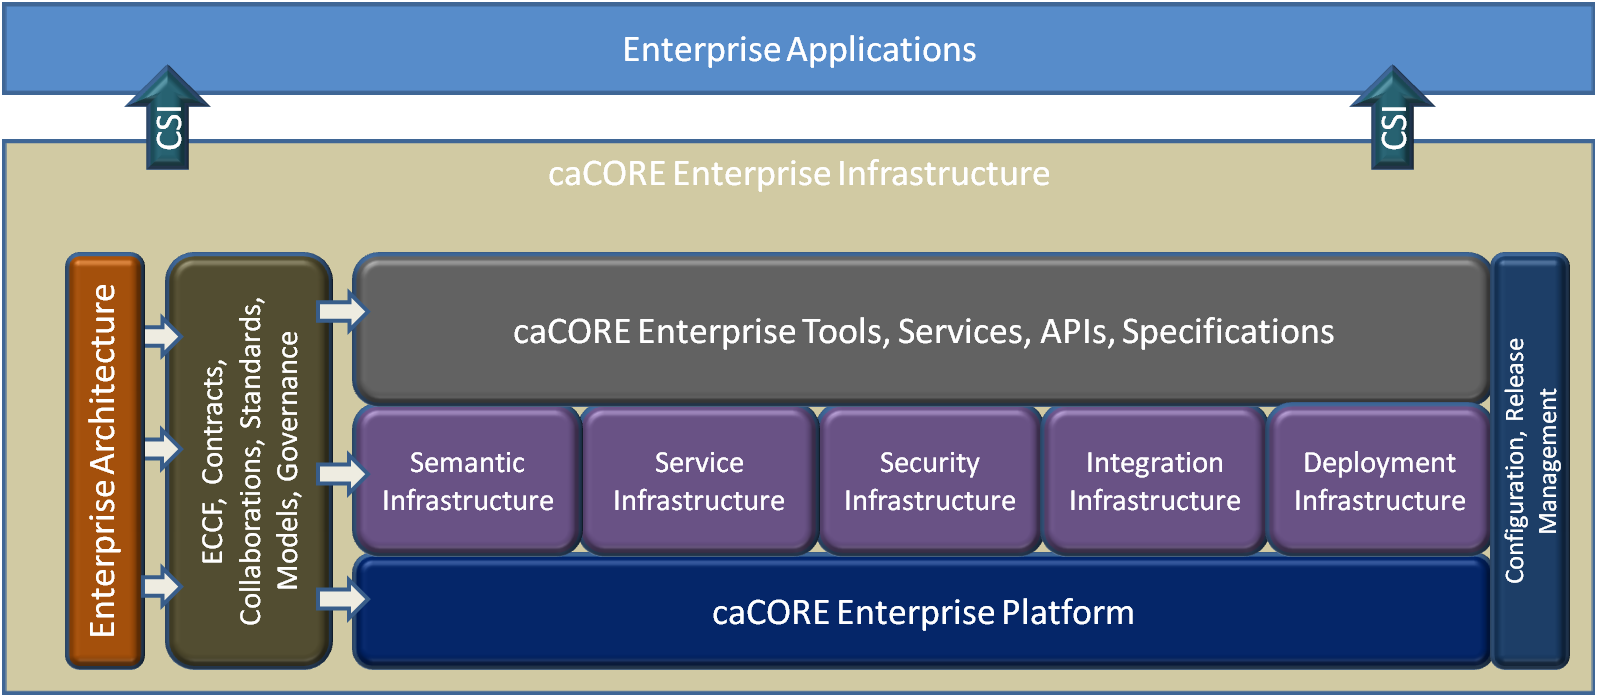 Enterprise Applications
CSI
CSI
caCORE Enterprise Infrastructure
Enterprise Architecture
ECCF, Contracts,
Collaborations, Standards,
Models, Governance
caCORE Enterprise Tools, Services, APIs, Specifications
Semantic
Infrastructure
Service
Infrastructure
Security
Infrastructure
Integration
Infrastructure
Deployment
Infrastructure
caCORE Enterprise Platform
Configuration, Release
Management